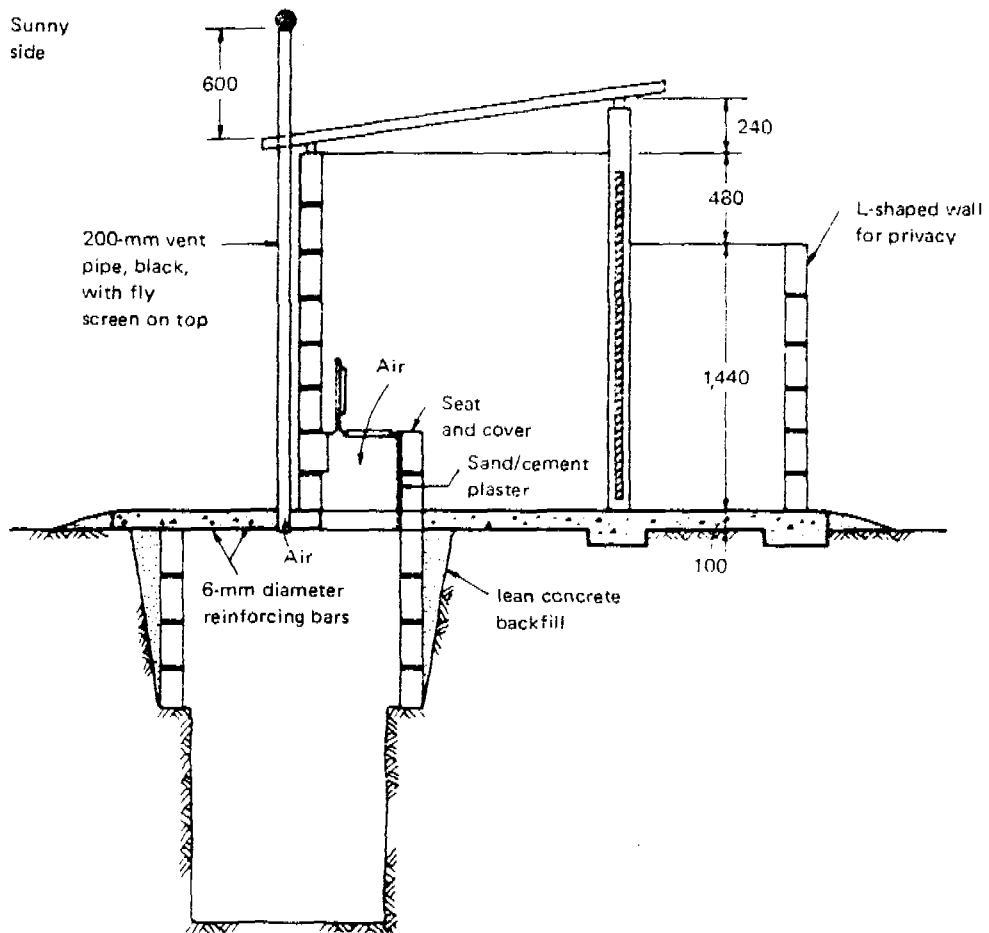 Sunny
side
600
240
480
L-shaped wall
for privacy
200-mm vent
pipe, black,
with fly
screen on top
Air
1,440
Seat
and cover
Sand/cement
plaster
Air
100
6-mm diameter
reinforcing bars
lean concrete
backfill